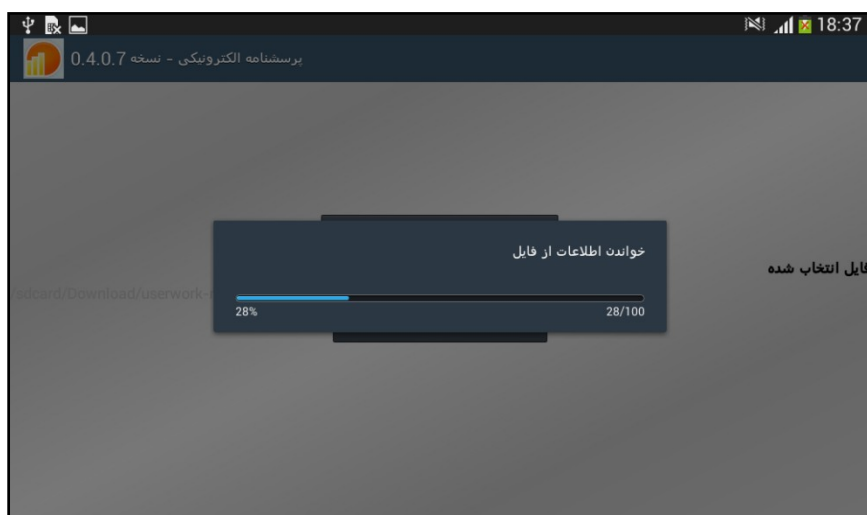 18:37
پرسشنامه الکترونیکی - نسخه 0.4.0.7
خواندن اطلاعات از فایل
28%
28/100
فایل انتخاب شده
/sdcard/Download/userwork-